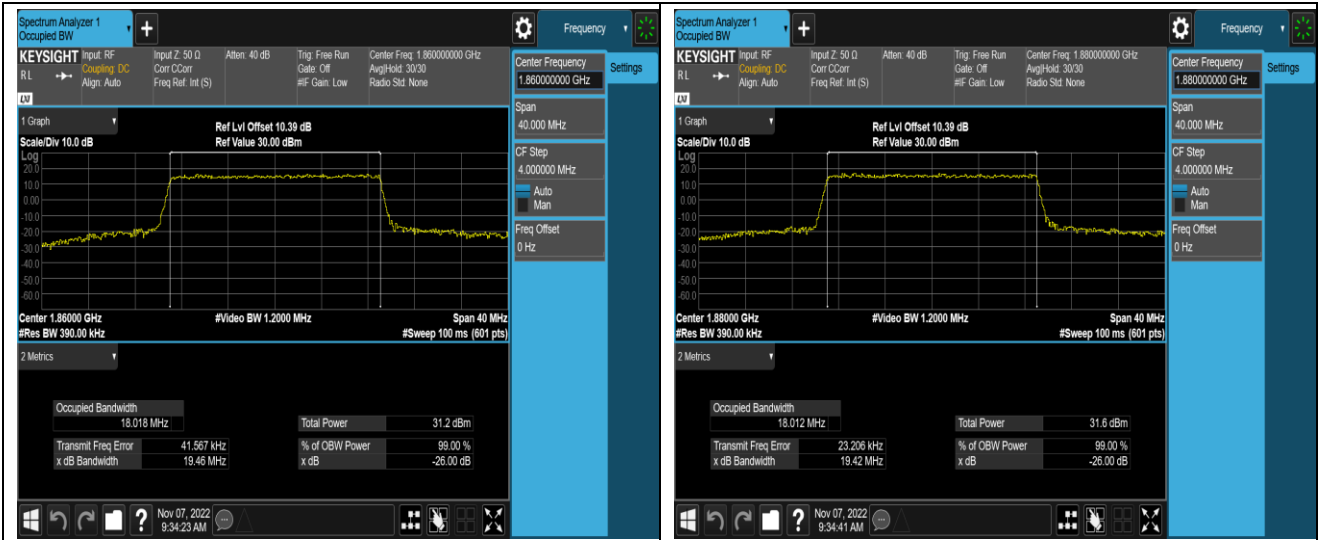 Spectrum Analyzer 1
Occupied BW
+
Frequency
KEYSIGHT Input: RF
Coupling: DC
Align: Auto
RL
LXI
Input Z: 50 Ω
Corr CCorr
Freq Ref: Int (S)
Atten: 40 dB
Trig: Free Run
Gate: Off
#IF Gain: Low
Center Freq: 1.860000000 GHz
Avg|Hold: 30/30
Radio Std: None
Center Frequency
1.860000000 GHz
Settings
Span
40.000 MHz
CF Step
4.000000 MHz
Auto
Man
Freq Offset
0 Hz
1 Graph
Scale/Div 10.0 dB
Ref Lvl Offset 10.39 dB
Ref Value 30.00 dBm
Log
20.0
10.0
0.00
-10.0
-20.0
-30.0
-40.0
-50.0
-60.0
Center 1.86000 GHz
#Res BW 390.00 kHz
#Video BW 1.2000 MHz
Span 40 MHz
#Sweep 100 ms (601 pts)
2 Metrics
Occupied Bandwidth
18.018 MHz
Total Power 31.2 dBm
Transmit Freq Error 41.567 kHz
% of OBW Power 99.00 %
x dB Bandwidth 19.46 MHz
x dB -26.00 dB
?
Nov 07, 2022
9:34:23 AM
Spectrum Analyzer 1
Occupied BW
+
Frequency
KEYSIGHT Input: RF
Coupling: DC
Align: Auto
RL
LXI
Input Z: 50 Ω
Corr CCorr
Freq Ref: Int (S)
Atten: 40 dB
Trig: Free Run
Gate: Off
#IF Gain: Low
Center Freq: 1.880000000 GHz
Avg|Hold: 30/30
Radio Std: None
Center Frequency
1.880000000 GHz
Settings
Span
40.000 MHz
CF Step
4.000000 MHz
Auto
Man
Freq Offset
0 Hz
1 Graph
Scale/Div 10.0 dB
Ref Lvl Offset 10.39 dB
Ref Value 30.00 dBm
Log
20.0
10.0
0.00
-10.0
-20.0
-30.0
-40.0
-50.0
-60.0
Center 1.88000 GHz
#Res BW 390.00 kHz
#Video BW 1.2000 MHz
Span 40 MHz
#Sweep 100 ms (601 pts)
2 Metrics
Occupied Bandwidth
18.012 MHz
Total Power 31.6 dBm
Transmit Freq Error 23.206 kHz
% of OBW Power 99.00 %
x dB Bandwidth 19.42 MHz
x dB -26.00 dB
?
Nov 07, 2022
9:34:41 AM